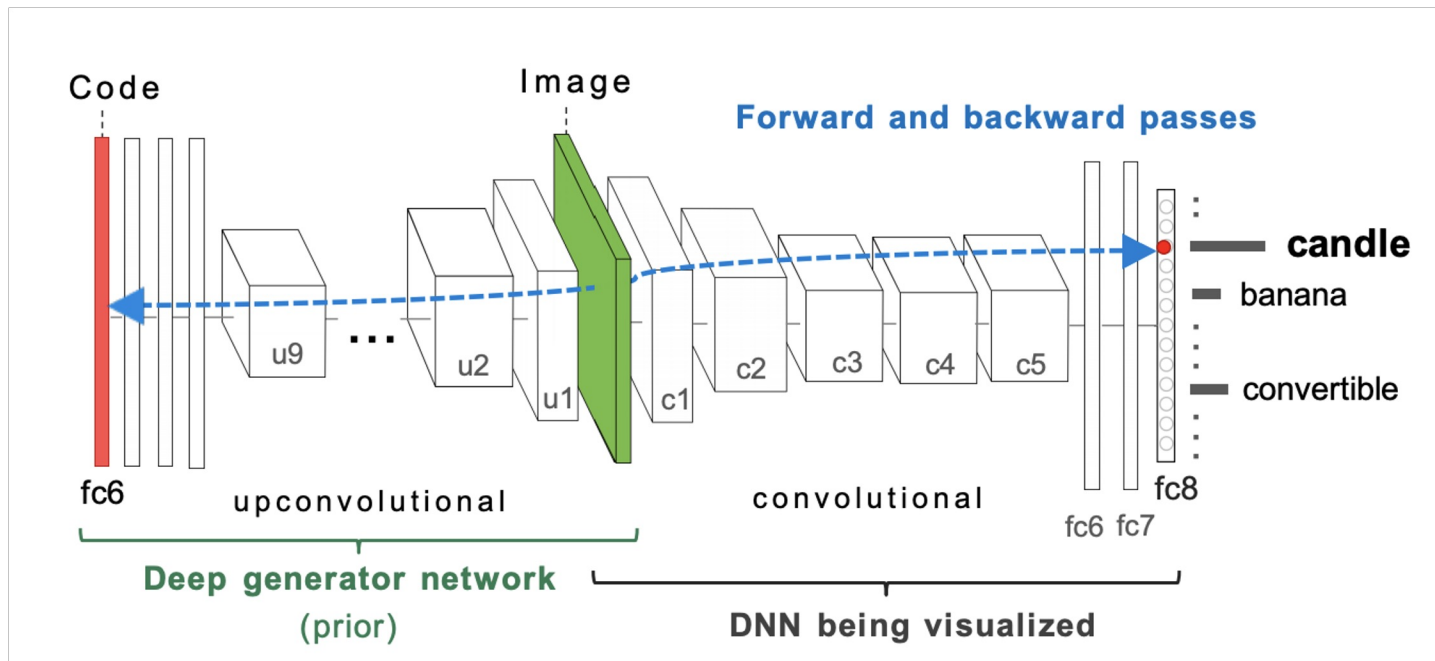 Code
Image
Forward and backward passes
candle
banana
convertible
u9
...
u2
u1
c1
c2
c3
c4
c5
fc6
upconvolutional
convolutional
fc6
fc7
fc8
Deep generator network
(prior)
DNN being visualized